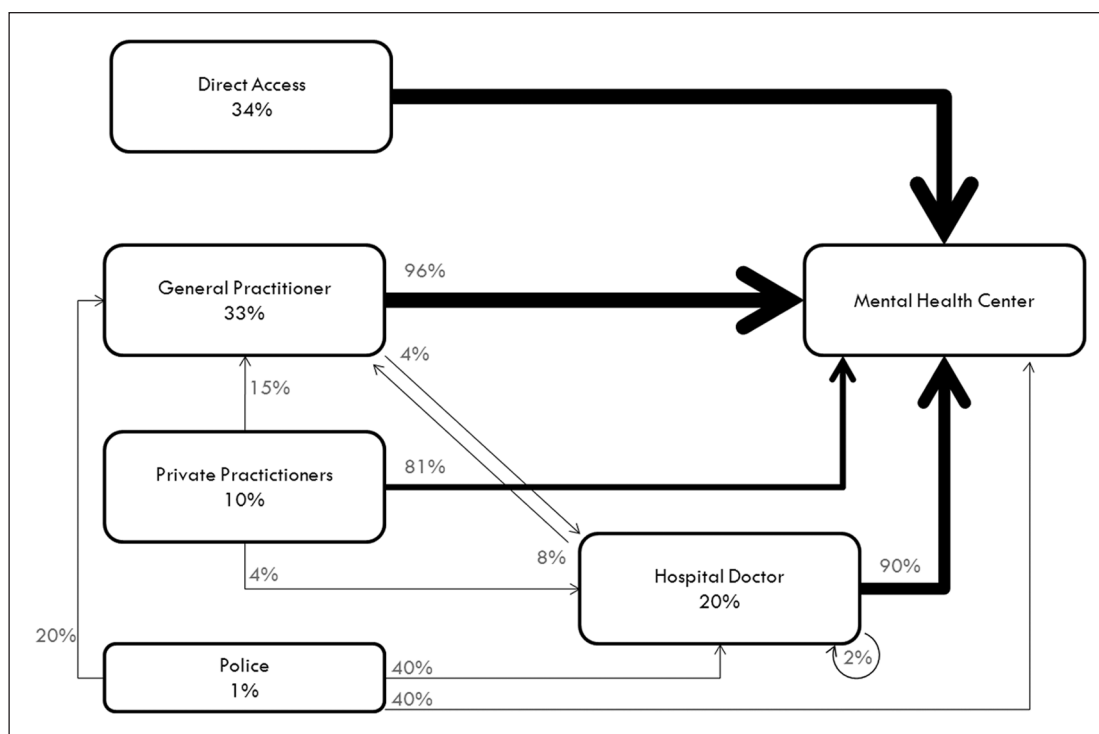 Direct Access
34%
General Practitioner
33%
96%
Mental Health Center
4%
15%
Private Practictioners
10%
81%
8%
4%
Hospital Doctor
20%
90%
20%
Police
1%
40%
40%
2%